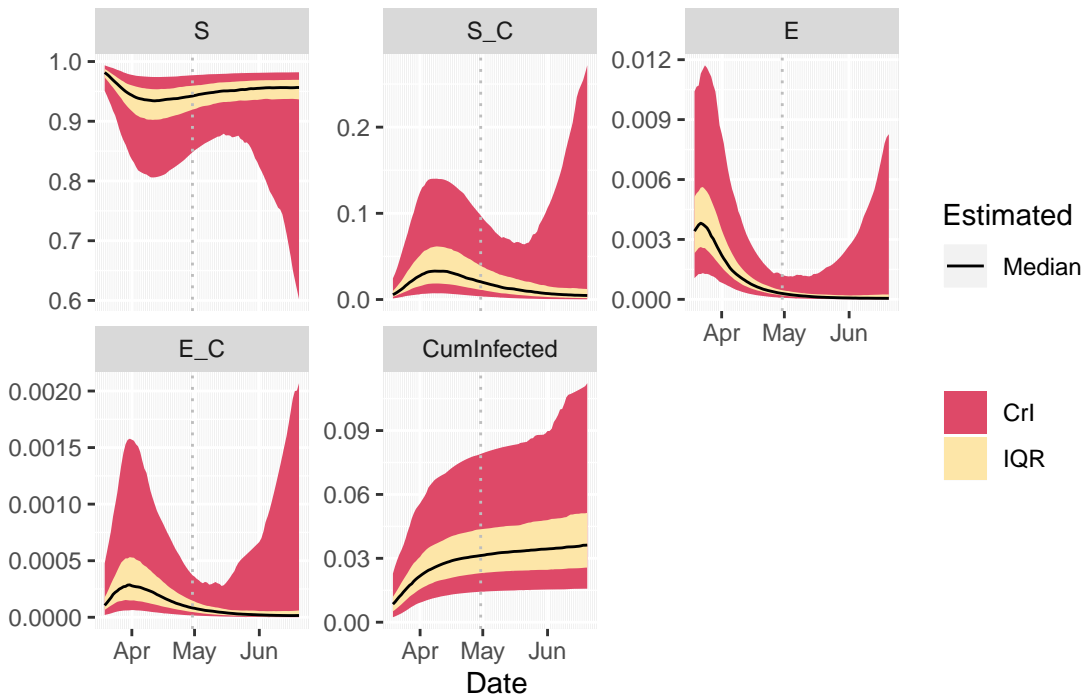 S
S_C
E
1.0
0.9
0.8
0.7
0.6
0.2
0.1
0.0
0.012
0.009
0.006
0.003
0.000
Apr May Jun
E_C
CumInfected
0.0020
0.0015
0.0010
0.0005
0.0000
Apr May Jun
0.09
0.06
0.03
0.00
Apr May Jun
Date
Estimated
Median
CrI
IQR